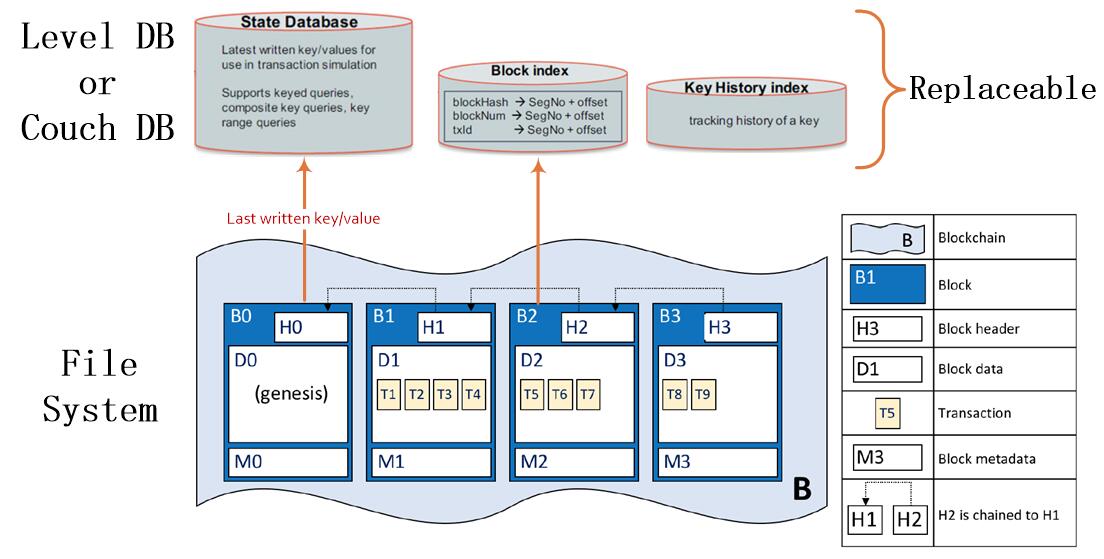 Level DB
or
Couch DB
State Database
Latest written key/values for
use in transaction simulation
Supports keyed queries,
composite key queries, key
range queries
Block index
blockHash → SegNo + offset
blockNum → SegNo + offset
txId → SegNo + offset
Key History index
tracking history of a key
Replaceable
Last written key/value
File
System
B0 H0
D0
(genesis)
M0
B1 H1
D1
T1 T2 T3 T4
M1
B2 H2
D2
T5 T6 T7
M2
B3 H3
D3
T8 T9
M3
B
B Blockchain
B1 Block
H3 Block header
D1 Block data
T5 Transaction
M3 Block metadata
H1 H2 H2 is chained to H1